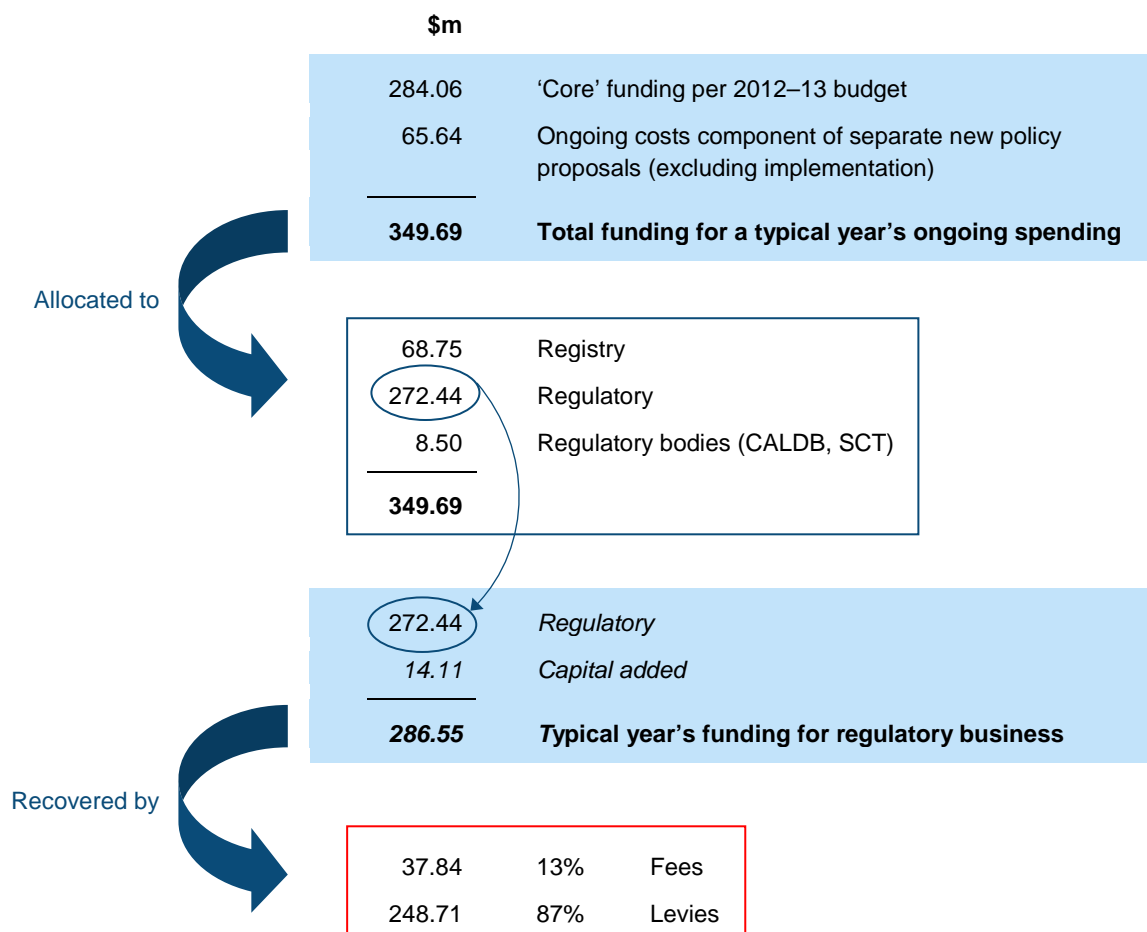 $m
284.06 ‘Core’ funding per 2012–13 budget
65.64 Ongoing costs component of separate new policy
proposals (excluding implementation)
349.69 Total funding for a typical year’s ongoing spending
Allocated to
68.75 Registry
272.44 Regulatory
8.50 Regulatory bodies (CALDB, SCT)
349.69
272.44 Regulatory
14.11 Capital added
286.55 Typical year’s funding for regulatory business
Recovered by
37.84 13% Fees
248.71 87% Levies